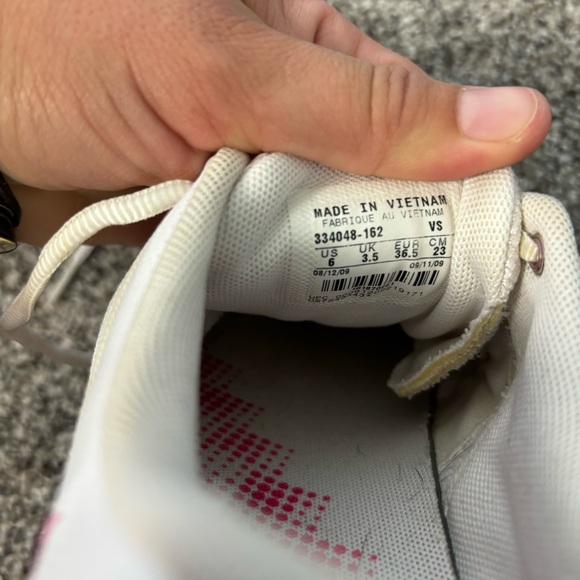 MADE IN VIETNAM
FABRIQUE AU VIETNAM
334048-162 VS
US UK EUR CM
6 3.5 36.5 23
08/12/09 09/11/09